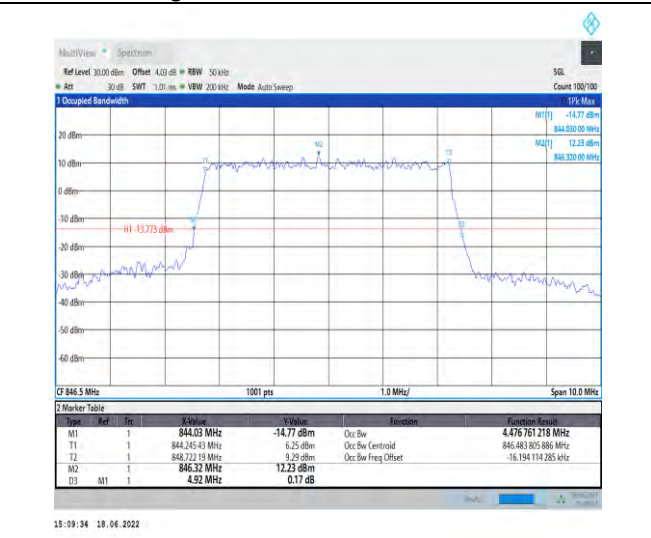 MultiView Spectrum
Ref Level 30.00 dBm Offset 4.03 dB RBW 50 kHz SGL
Att 30 dB SWT 1.01 ms VBW 200 kHz Mode Auto Sweep Count 100/100
1 Occupied Bandwidth 1Pk Max
M1[1] -14.77 dBm
844.030 00 MHz
M2[1] 12.23 dBm
846.320 00 MHz
20 dBm
M2
T1
T2
10 dBm
0 dBm
-10 dBm
M1
H1 -13.773 dBm
D3
-20 dBm
-30 dBm
-40 dBm
-50 dBm
-60 dBm
CF 846.5 MHz 1001 pts 1.0 MHz/ Span 10.0 MHz
2 Marker Table
Type Ref Trc X-Value Y-Value Function Function Result
M1 1 844.03 MHz -14.77 dBm Occ Bw 4.476 761 218 MHz
T1 1 844.245 43 MHz 6.25 dBm Occ Bw Centroid 846.483 805 886 MHz
T2 1 848.722 19 MHz 9.29 dBm Occ Bw Freq Offset -16.194 114 285 kHz
M2 1 846.32 MHz 12.23 dBm
D3 M1 1 4.92 MHz 0.17 dB
15:09:34 18.06.2022